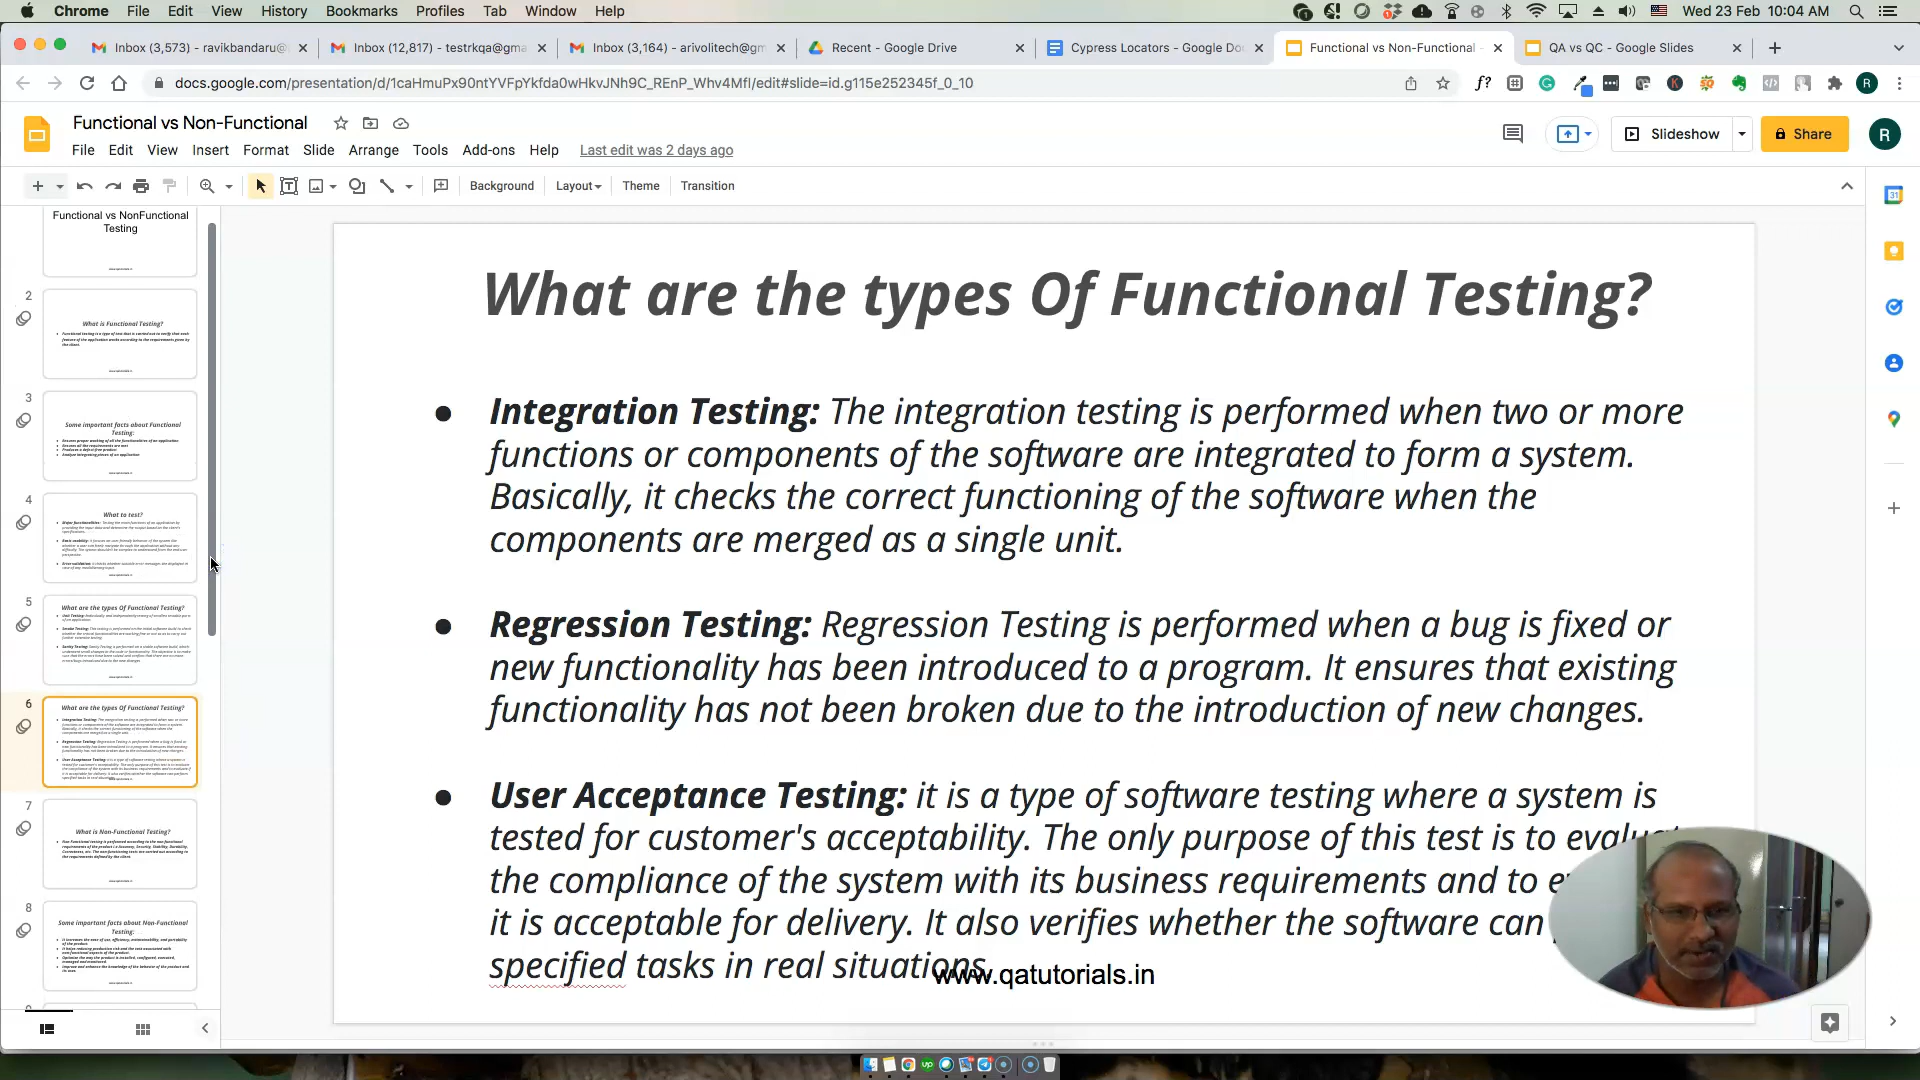 Chrome File Edit View History Bookmarks Profiles Tab Window Help Wed 23 Feb 10:04 AM
Inbox (3,573) - ravikbandaru@ Inbox (12,817) - testrkqa@gma Inbox (3,164) - arivolitech@gm Recent - Google Drive Cypress Locators - Google Do Functional vs Non-Functional - QA vs QC - Google Slides
docs.google.com/presentation/d/1caHmuPx90ntYVFpYkfda0wHkvJNh9C_REnP_Whv4MfI/edit#slide=id.g115e252345f_0_10
Functional vs Non-Functional
File Edit View Insert Format Slide Arrange Tools Add-ons Help Last edit was 2 days ago
Slideshow Share R
Background Layout Theme Transition
Functional vs NonFunctional
Testing
2
What is Functional Testing?
3
Some important facts about Functional
Testing:
4
What to test?
5
What are the types Of Functional Testing?
6
What are the types Of Functional Testing?
7
What is Non-Functional Testing?
8
Some important facts about Non-Functional
Testing:
What are the types Of Functional Testing?
● Integration Testing: The integration testing is performed when two or more
functions or components of the software are integrated to form a system.
Basically, it checks the correct functioning of the software when the
components are merged as a single unit.
● Regression Testing: Regression Testing is performed when a bug is fixed or
new functionality has been introduced to a program. It ensures that existing
functionality has not been broken due to the introduction of new changes.
● User Acceptance Testing: it is a type of software testing where a system is
tested for customer's acceptability. The only purpose of this test is to evaluat
the compliance of the system with its business requirements and to e
it is acceptable for delivery. It also verifies whether the software can
specified tasks in real situations.
www.qatutorials.in